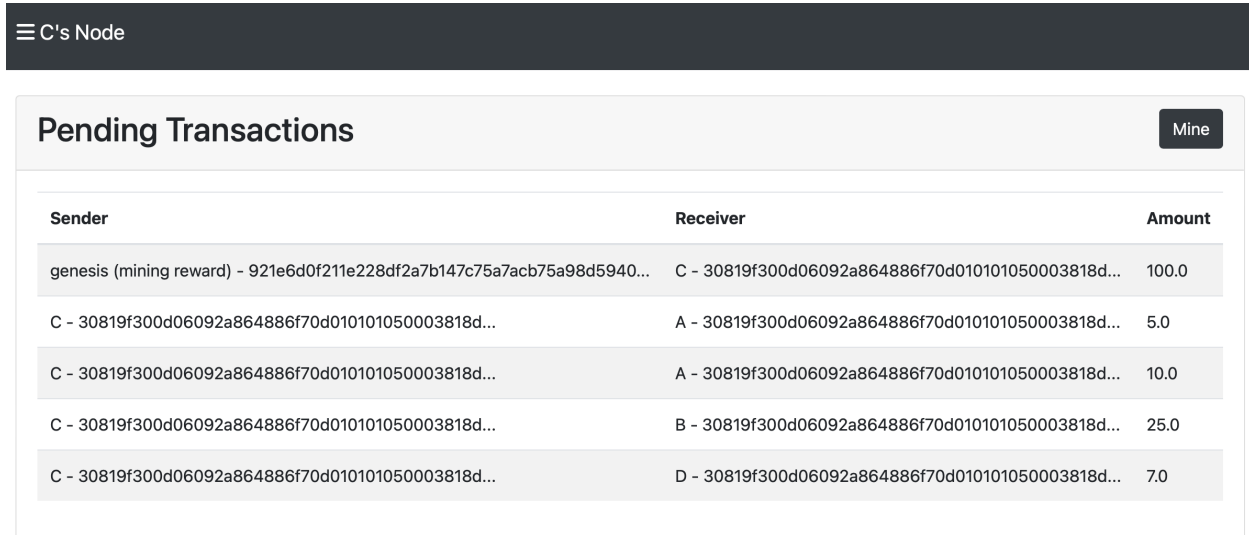 C's Node
Pending Transactions
Mine
Sender Receiver Amount
genesis (mining reward) - 921e6d0f211e228df2a7b147c75a7acb75a98d5940... C - 30819f300d06092a864886f70d010101050003818d... 100.0
C - 30819f300d06092a864886f70d010101050003818d... A - 30819f300d06092a864886f70d010101050003818d... 5.0
C - 30819f300d06092a864886f70d010101050003818d... A - 30819f300d06092a864886f70d010101050003818d... 10.0
C - 30819f300d06092a864886f70d010101050003818d... B - 30819f300d06092a864886f70d010101050003818d... 25.0
C - 30819f300d06092a864886f70d010101050003818d... D - 30819f300d06092a864886f70d010101050003818d... 7.0